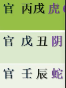 官 丙戌 虎
官 戊丑 阴
官 壬辰 蛇